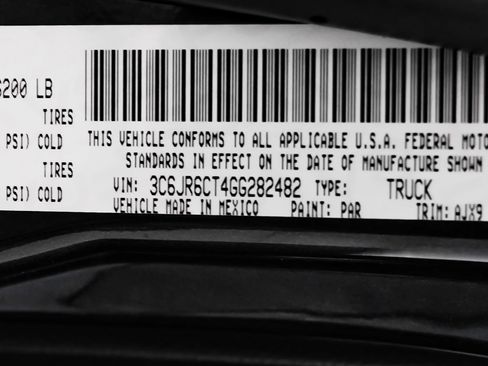 6200 LB
TIRES
PSI) COLD THIS VEHICLE CONFORMS TO ALL APPLICABLE U.S.A. FEDERAL MOTO
STANDARDS IN EFFECT ON THE DATE OF MANUFACTURE SHOWN
TIRES
VIN: 3C6JR6CT4GG282482 TYPE: TRUCK
PSI) COLD
VEHICLE MADE IN MEXICO PAINT: PAR TRIM: AJX9